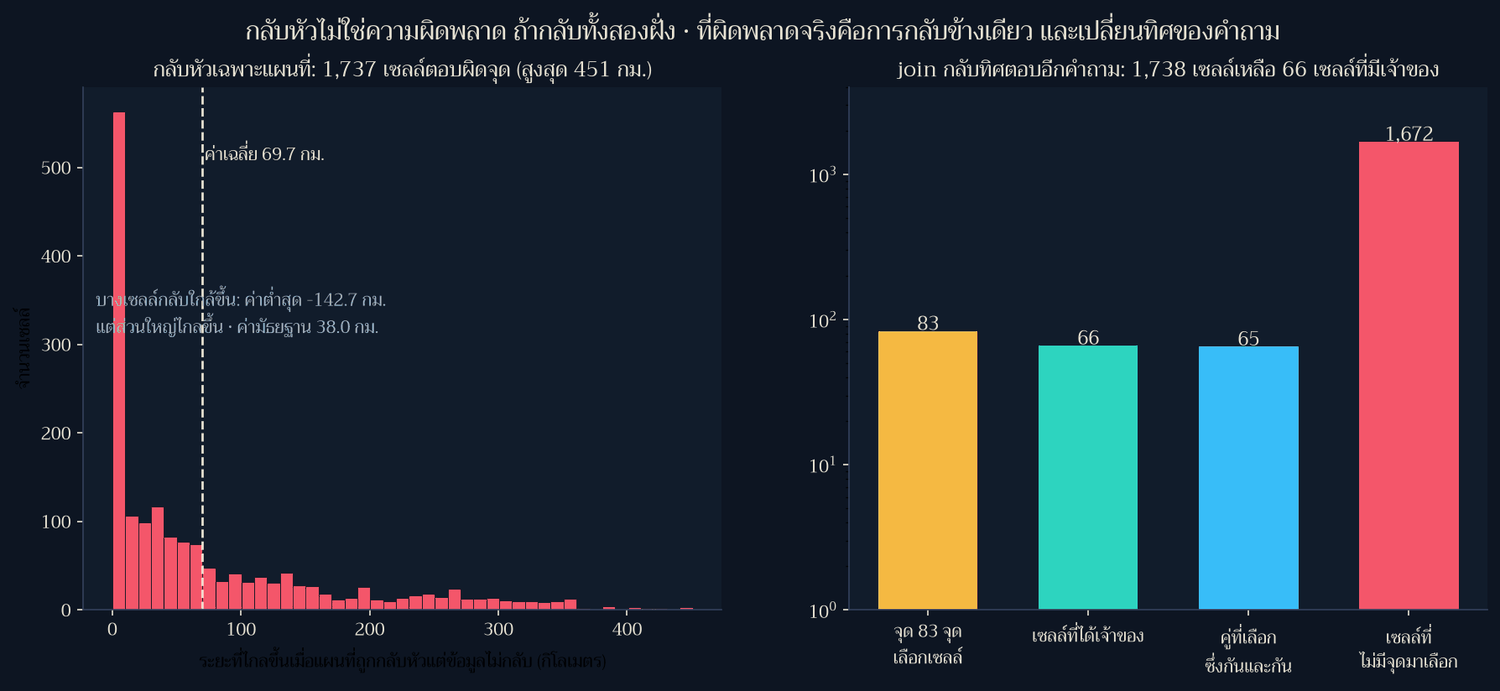 กลับหัวไม่ใช่ความผิดพลาด ถ้ากลับทั้งสองฝั่ง · ที่ผิดพลาดจริงคือการกลับข้างเดียว และเปลี่ยนทิศของคำถาม
กลับหัวเฉพาะแผนที่: 1,737 เซลล์ตอบผิดจุด (สูงสุด 451 กม.)
500
400
300
200
100
0
จำนวนเซลล์
ค่าเฉลี่ย 69.7 กม.
บางเซลล์กลับใกล้ขึ้น: ค่าต่ำสุด -142.7 กม.
แต่ส่วนใหญ่ไกลขึ้น · ค่ามัธยฐาน 38.0 กม.
0 100 200 300 400
ระยะที่ไกลขึ้นเมื่อแผนที่ถูกกลับหัวแต่ข้อมูลไม่กลับ (กิโลเมตร)
join กลับทิศตอบอีกคำถาม: 1,738 เซลล์เหลือ 66 เซลล์ที่มีเจ้าของ
10³
10²
10¹
10⁰
83
66
65
1,672
จุด 83 จุด
เลือกเซลล์
เซลล์ที่ได้เจ้าของ
คู่ที่เลือก
ซึ่งกันและกัน
เซลล์ที่
ไม่มีจุดมาเลือก